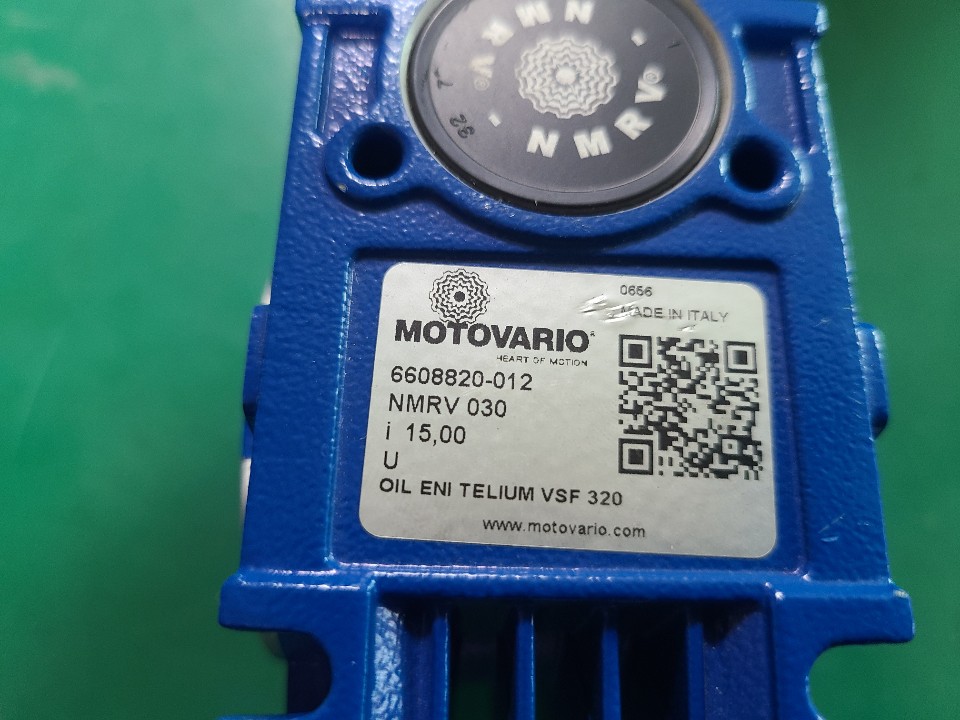 NMRV
NMRV
32
0656
MADE IN ITALY
MOTOVARIO
HEART OF MOTION
6608820-012
NMRV 030
i 15,00
U
OIL ENI TELIUM VSF 320
www.motovario.com